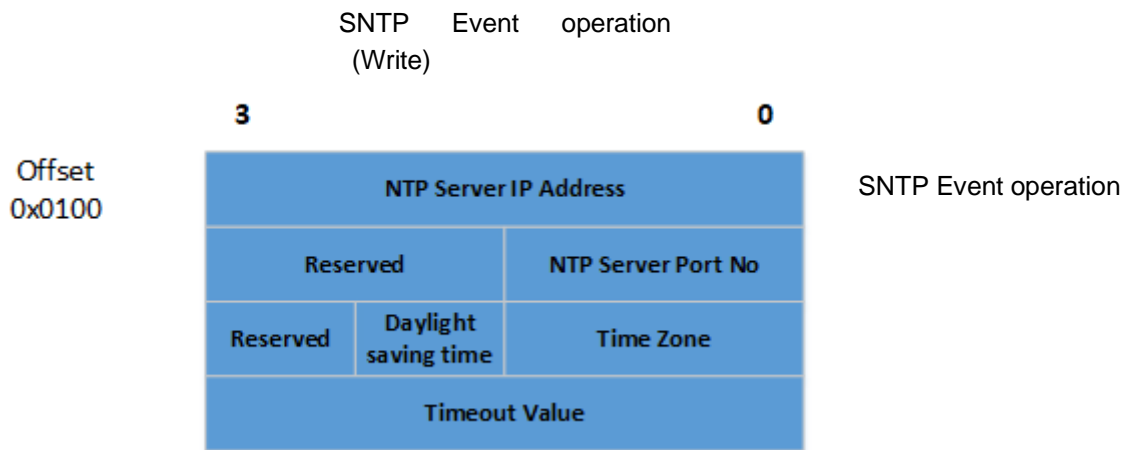 SNTP Event operation
(Write)
3 0
Offset
0x0100
NTP Server IP Address
SNTP Event operation
Reserved NTP Server Port No
Reserved Daylight
saving time Time Zone
Timeout Value